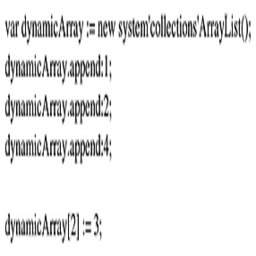 var dynamicArray := new system'collections'ArrayList();
dynamicArray.append:1;
dynamicArray.append:2;
dynamicArray.append:4;
dynamicArray[2] := 3;